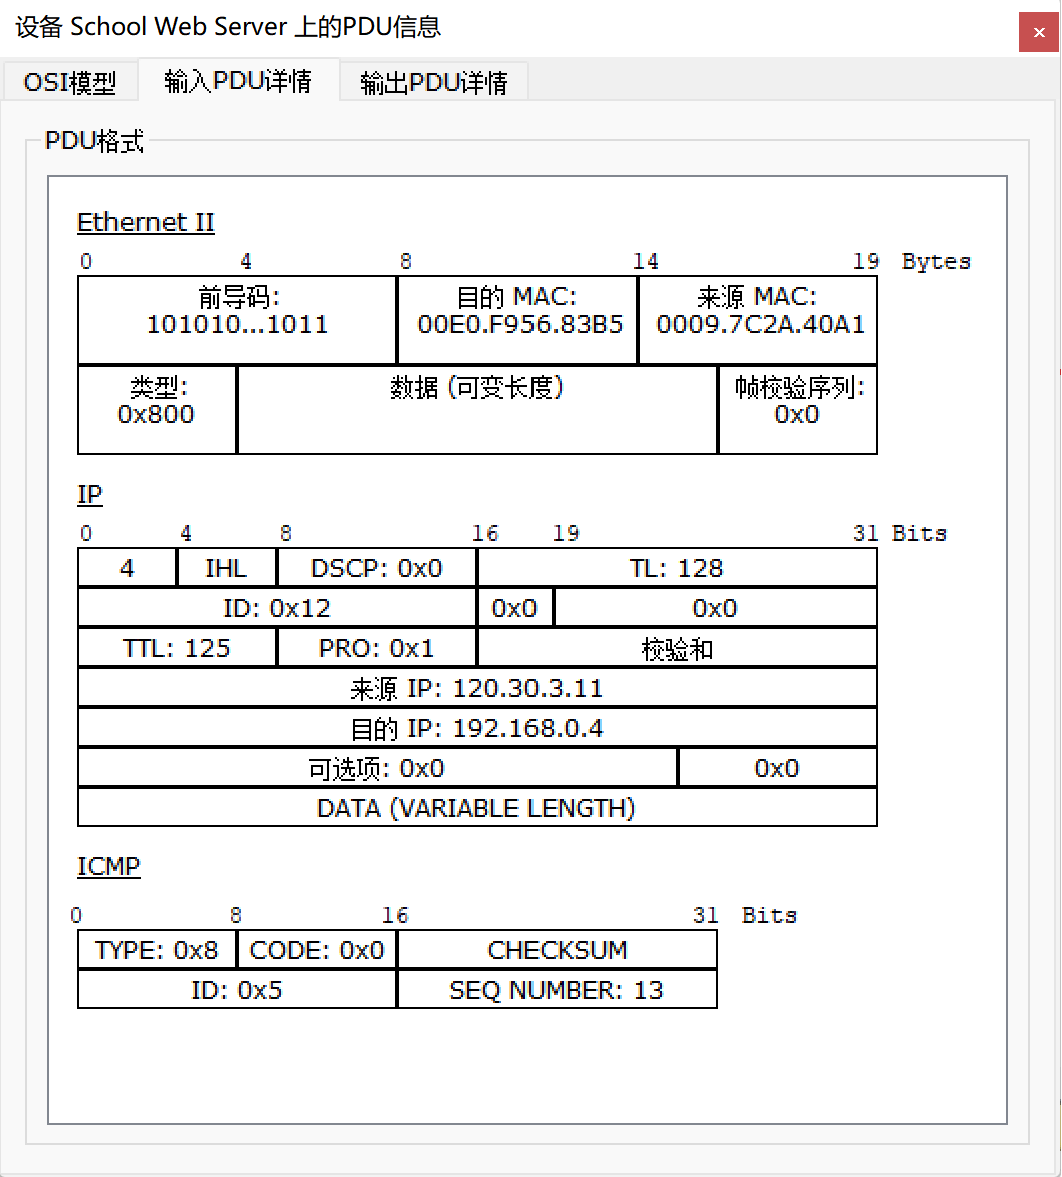 设备 School Web Server 上的PDU信息
×
OSI模型 输入PDU详情 输出PDU详情
PDU格式
Ethernet II
0 4 8 14 19 Bytes
前导码: 目的 MAC: 来源 MAC:
101010...1011 00E0.F956.83B5 0009.7C2A.40A1
类型: 数据 (可变长度) 帧校验序列:
0x800 0x0
IP
0 4 8 16 19 31 Bits
4 IHL DSCP: 0x0 TL: 128
ID: 0x12 0x0 0x0
TTL: 125 PRO: 0x1 校验和
来源 IP: 120.30.3.11
目的 IP: 192.168.0.4
可选项: 0x0 0x0
DATA (VARIABLE LENGTH)
ICMP
0 8 16 31 Bits
TYPE: 0x8 CODE: 0x0 CHECKSUM
ID: 0x5 SEQ NUMBER: 13